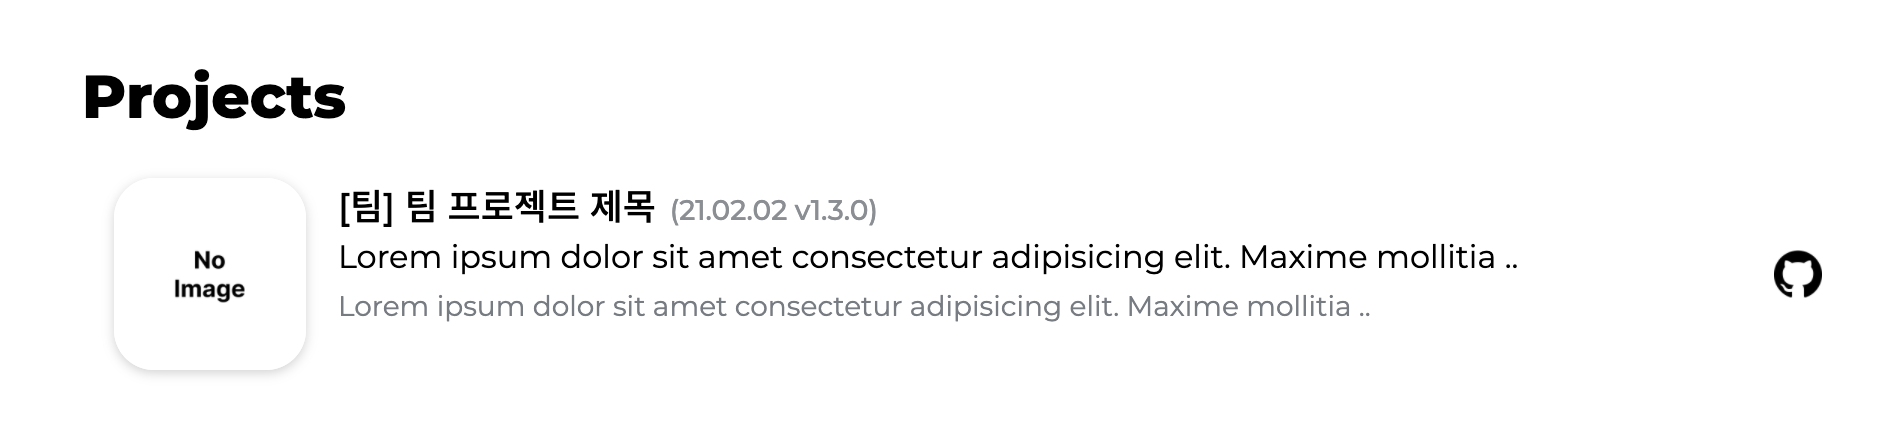 Projects
No
Image
[팀] 팀 프로젝트 제목 (21.02.02 v1.3.0)
Lorem ipsum dolor sit amet consectetur adipisicing elit. Maxime mollitia ..
Lorem ipsum dolor sit amet consectetur adipisicing elit. Maxime mollitia ..